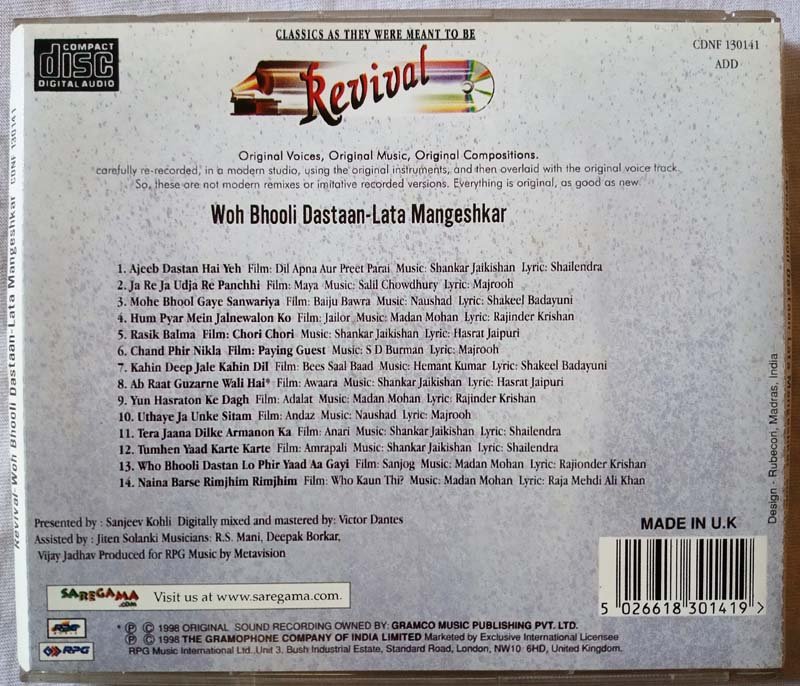 CLASSICS AS THEY WERE MEANT TO BE
COMPACT
disc
DIGITAL AUDIO
Revival
CDNF 130141
ADD
Original Voices, Original Music, Original Compositions.
carefully re-recorded, in a modern studio, using the original instruments, and then overlaid with the original voice track.
So, these are not modern remixes or imitative recorded versions. Everything is original, as good as new.
Woh Bhooli Dastaan-Lata Mangeshkar
1. Ajeeb Dastan Hai Yeh Film: Dil Apna Aur Preet Parai Music: Shankar Jaikishan Lyric: Shailendra
2. Ja Re Ja Udja Re Panchhi Film: Maya Music: Salil Chowdhury Lyric: Majrooh
3. Mohe Bhool Gaye Sanwariya Film: Baiju Bawra Music: Naushad Lyric: Shakeel Badayuni
4. Hum Pyar Mein Jalnewalon Ko Film: Jailor Music: Madan Mohan Lyric: Rajinder Krishan
5. Rasik Balma Film: Chori Chori Music: Shankar Jaikishan Lyric: Hasrat Jaipuri
6. Chand Phir Nikla Film: Paying Guest Music: S D Burman Lyric: Majrooh
7. Kahin Deep Jale Kahin Dil Film: Bees Saal Baad Music: Hemant Kumar Lyric: Shakeel Badayuni
8. Ab Raat Guzarne Wali Hai* Film: Awaara Music: Shankar Jaikishan Lyric: Hasrat Jaipuri
9. Yun Hasraton Ke Dagh Film: Adalat Music: Madan Mohan Lyric: Rajinder Krishan
10. Uthaye Ja Unke Sitam Film: Andaz Music: Naushad Lyric: Majrooh
11. Tera Jaana Dilke Armanon Ka Film: Anari Music: Shankar Jaikishan Lyric: Shailendra
12. Tumhen Yaad Karte Karte Film: Amrapali Music: Shankar Jaikishan Lyric: Shailendra
13. Who Bhooli Dastan Lo Phir Yaad Aa Gayi Film: Sanjog Music: Madan Mohan Lyric: Rajionder Krishan
14. Naina Barse Rimjhim Rimjhim Film: Who Kaun Thi? Music: Madan Mohan Lyric: Raja Mehdi Ali Khan
Presented by : Sanjeev Kohli Digitally mixed and mastered by: Victor Dantes
Assisted by : Jiten Solanki Musicians: R.S. Mani, Deepak Borkar,
Vijay Jadhav Produced for RPG Music by Metavision
MADE IN U.K
SAREGAMA
.COM
Visit us at www.saregama.com.
5 026618 301419 >
* Ⓟ © 1998 ORIGINAL SOUND RECORDING OWNED BY: GRAMCO MUSIC PUBLISHING PVT. LTD.
Ⓟ © 1998 THE GRAMOPHONE COMPANY OF INDIA LIMITED Marketed by Exclusive International Licensee
RPG Music International Ltd., Unit 3, Bush Industrial Estate, Standard Road, London, NW10 6HD, United Kingdom.
RPG
Revival-Woh Bhooli Dastaan-Lata Mangeshkar CDNF 130141
Design - Rubecon, Madras, India